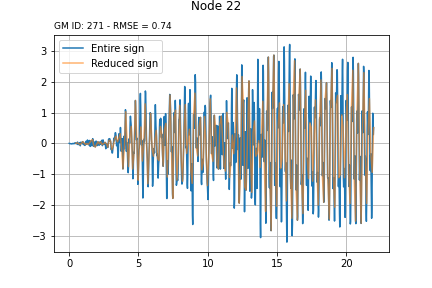 Node 22
GM ID: 271 - RMSE = 0.74
Entire sign
Reduced sign
3
2
1
0
−1
−2
−3
0 5 10 15 20